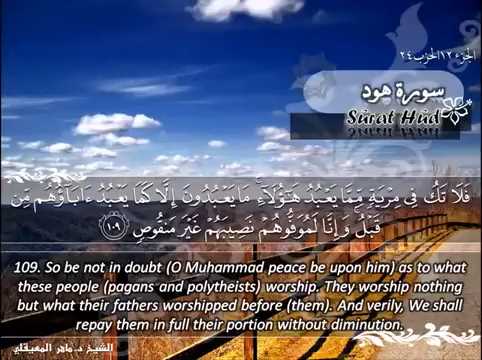 الجزء ١٢ الحزب ٢٤
سورة هود
Sūrat Hūd
فَلَا تَكُ فِى مِرْيَةٍ مِّمَّا يَعْبُدُ هَـٰٓؤُلَآءِ ۚ مَا يَعْبُدُونَ إِلَّا كَمَا يَعْبُدُ ءَابَآؤُهُم مِّن
قَبْلُ ۚ وَإِنَّا لَمُوَفُّوهُمْ نَصِيبَهُمْ غَيْرَ مَنقُوصٍ ١٠٩
109. So be not in doubt (O Muhammad peace be upon him) as to what
these people (pagans and polytheists) worship. They worship nothing
but what their fathers worshipped before (them). And verily, We shall
repay them in full their portion without diminution.
الشيخ د. ماهر المعيقلي